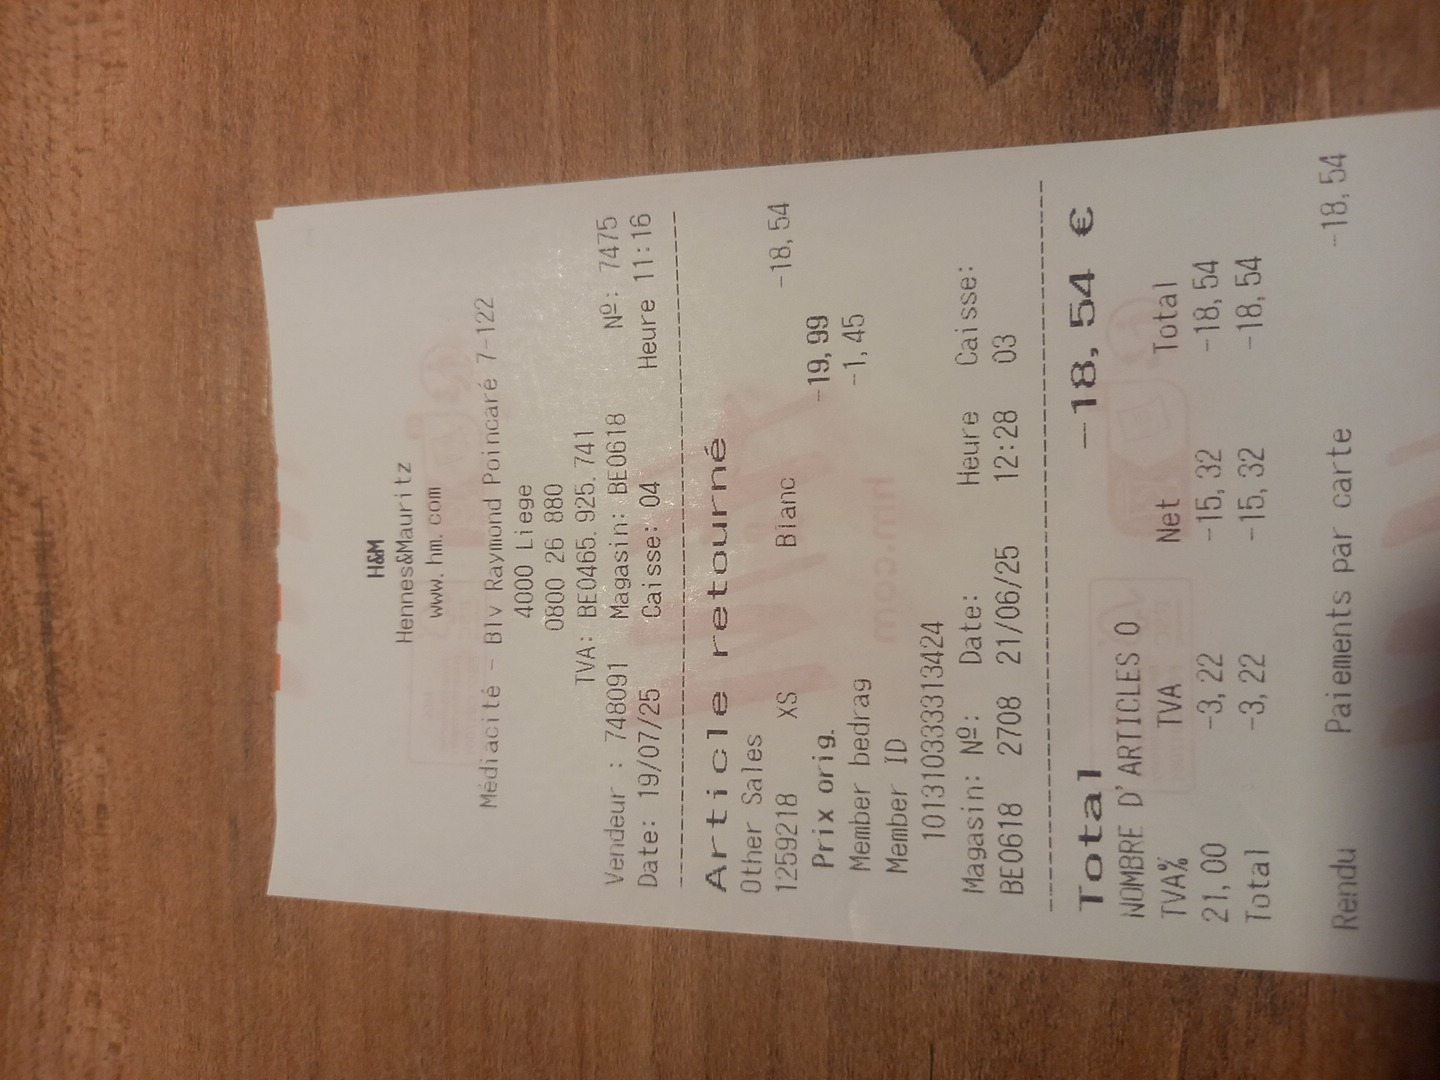 H&M
Hennes&Mauritz
www.hm.com
Médiacité - Blv Raymond Poincaré 7-122
4000 Liege
0800 26 880
TVA: BE0465.925.741
Vendeur : 748091 Magasin: BE0618 Nº: 7475
Date: 19/07/25 Caisse: 04 Heure 11:16
Article retourné
Other Sales
1259218 XS Blanc -18,54
Prix orig. -19,99
Member bedrag -1,45
Member ID
1013103333313424
Magasin: Nº: Date: Heure Caisse:
BE0618 2708 21/06/25 12:28 03
Total -18,54 €
NOMBRE D'ARTICLES 0
TVA% TVA Net Total
21,00 -3,22 -15,32 -18,54
Total -3,22 -15,32 -18,54
Rendu Paiements par carte -18,54